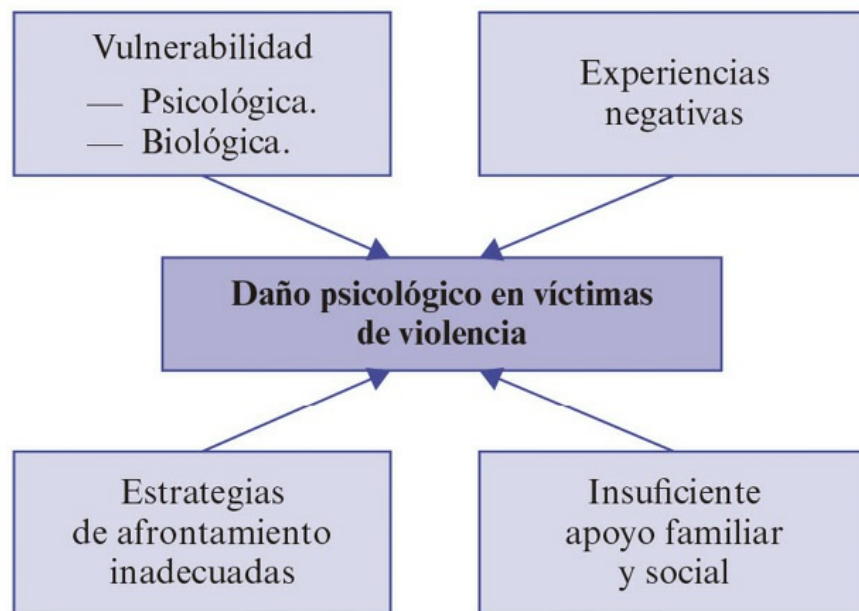 Vulnerabilidad
— Psicológica.
— Biológica.
Experiencias
negativas
Daño psicológico en víctimas
de violencia
Estrategias
de afrontamiento
inadecuadas
Insuficiente
apoyo familiar
y social